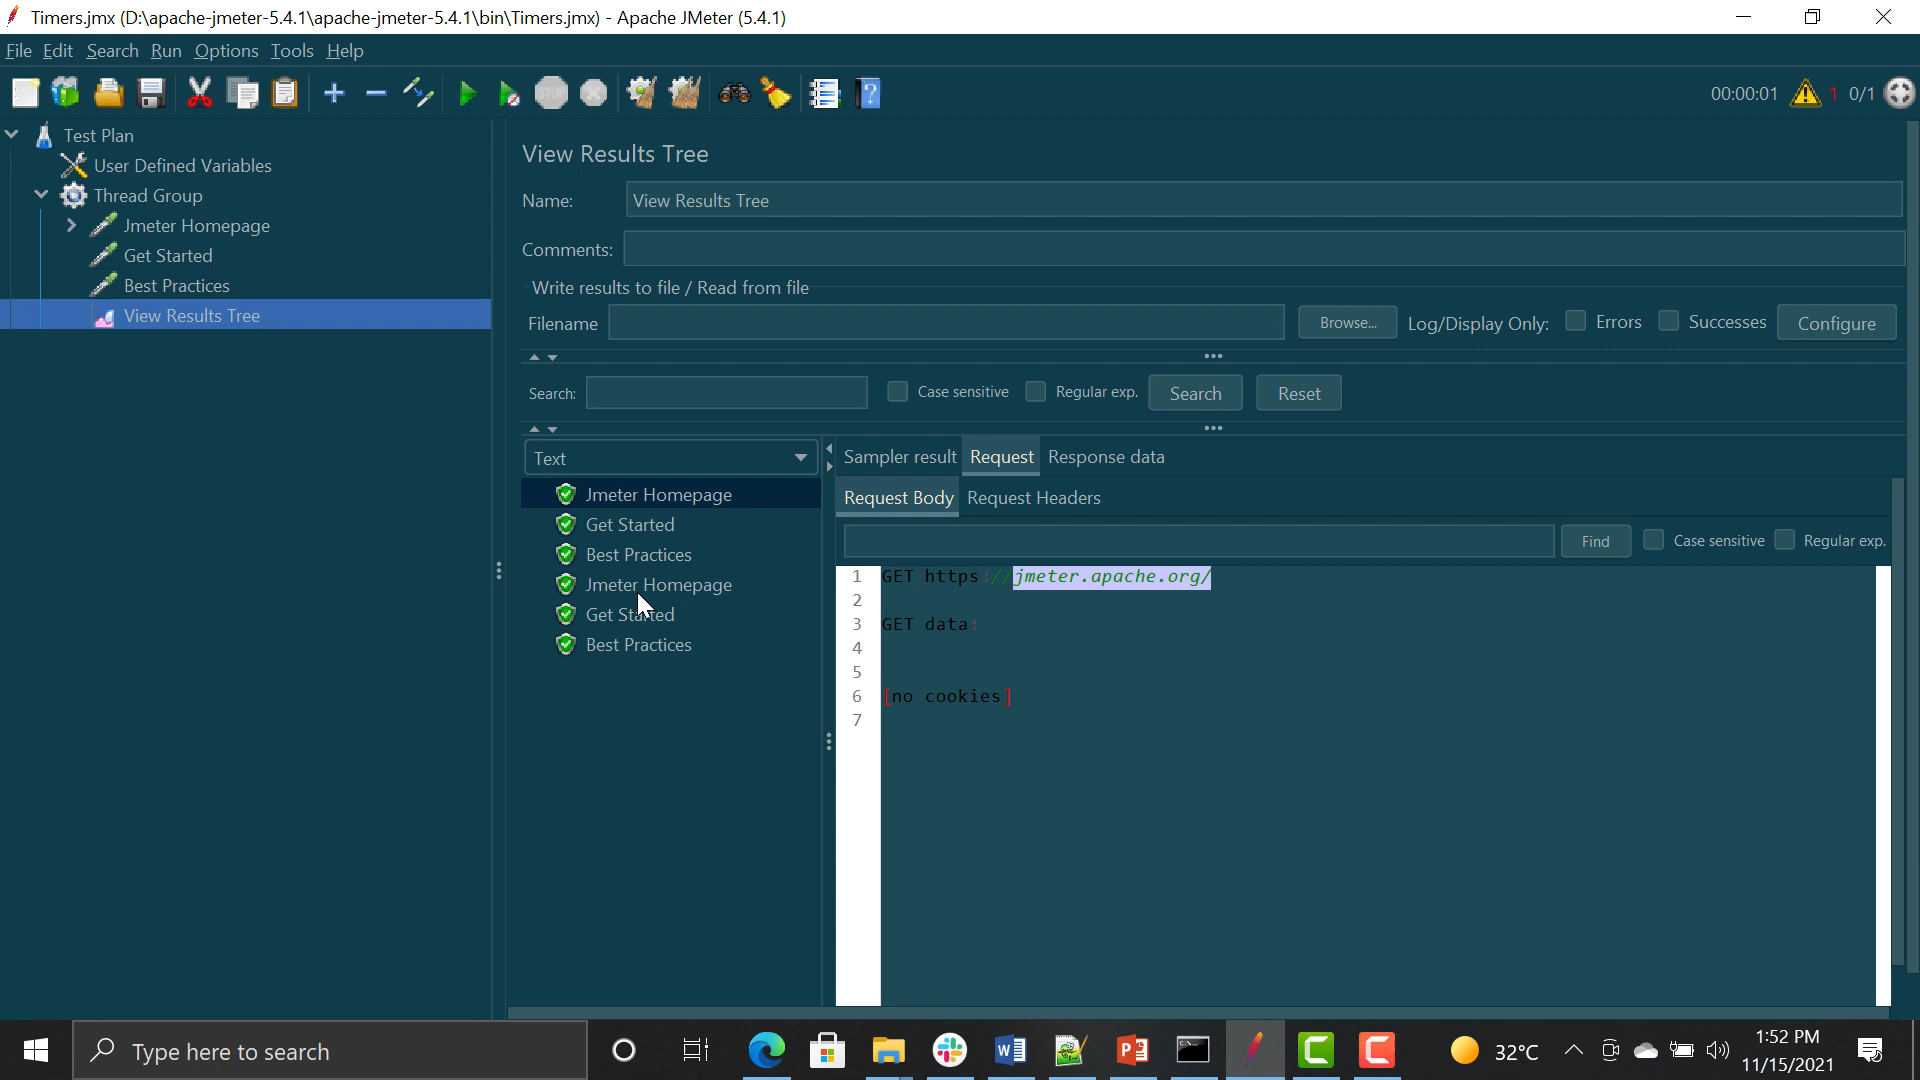 Timers.jmx (D:\apache-jmeter-5.4.1\apache-jmeter-5.4.1\bin\Timers.jmx) - Apache JMeter (5.4.1)
File Edit Search Run Options Tools Help
STOP
00:00:01 1 0/1
Test Plan
User Defined Variables
Thread Group
Jmeter Homepage
Get Started
Best Practices
View Results Tree
View Results Tree
Name: View Results Tree
Comments:
Write results to file / Read from file
Filename Browse... Log/Display Only: Errors Successes Configure
Search: Case sensitive Regular exp. Search Reset
Text
Jmeter Homepage
Get Started
Best Practices
Jmeter Homepage
Get Started
Best Practices
Sampler result Request Response data
Request Body Request Headers
Find Case sensitive Regular exp.
1 GET https://jmeter.apache.org/
2
3 GET data:
4
5
6 [no cookies]
7
Type here to search
32°C
1:52 PM
11/15/2021